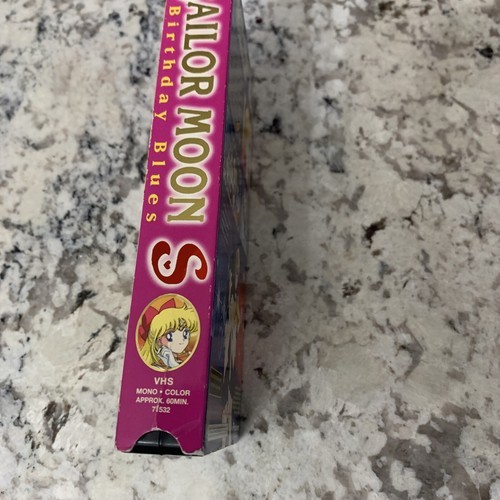 AILOR MOON S
Birthday Blues
VHS
MONO • COLOR
APPROX. 60MIN.
71532